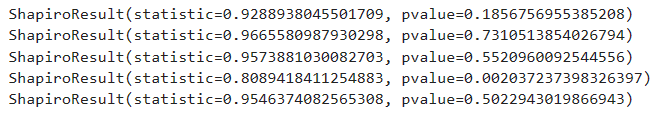 ShapiroResult(statistic=0.9288938045501709, pvalue=0.1856756955385208)
ShapiroResult(statistic=0.9665580987930298, pvalue=0.7310513854026794)
ShapiroResult(statistic=0.9573881030082703, pvalue=0.5520960092544556)
ShapiroResult(statistic=0.8089418411254883, pvalue=0.002037237398326397)
ShapiroResult(statistic=0.9546374082565308, pvalue=0.5022943019866943)